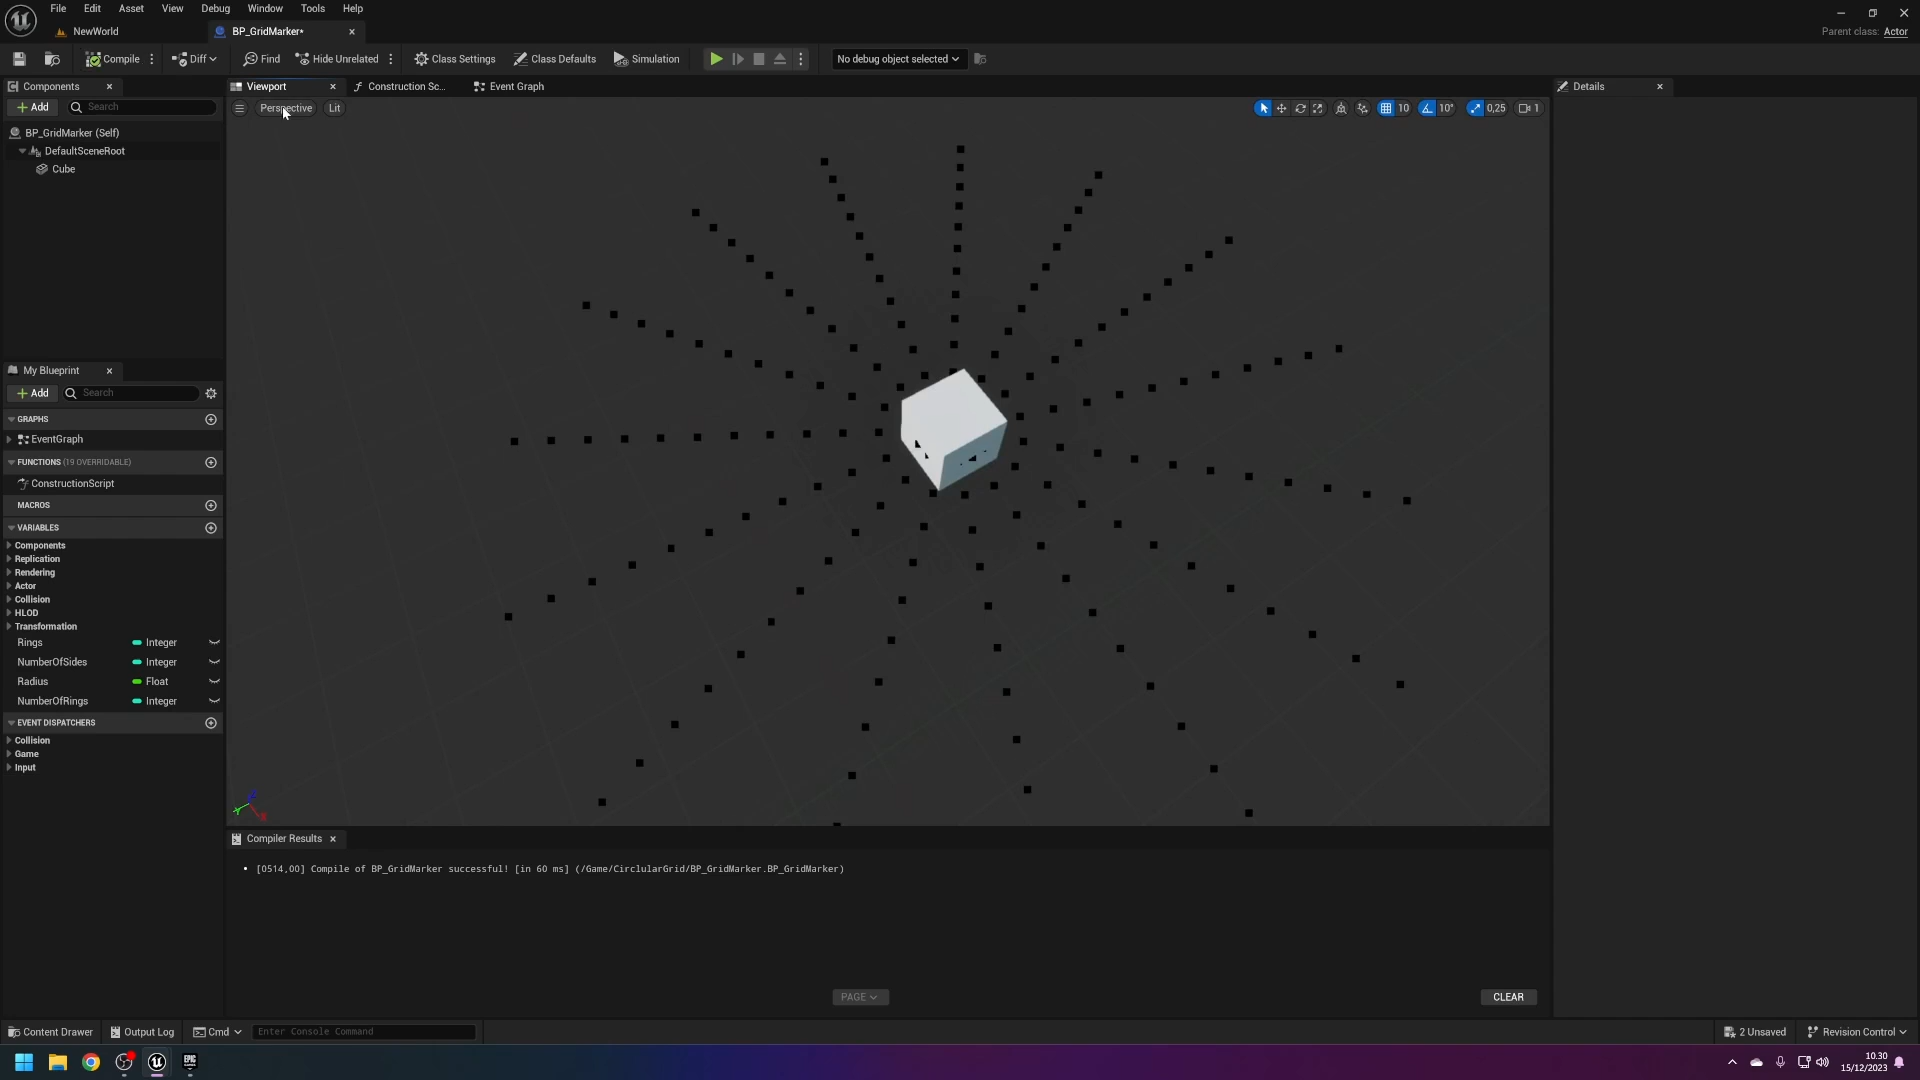 File Edit Asset View Debug Window Tools Help
NewWorld
BP_GridMarker*
Parent class: Actor
Compile
Diff
Find
Hide Unrelated
Class Settings
Class Defaults
Simulation
No debug object selected
Components
Viewport
Construction Sc...
Event Graph
Details
Add
Search
Perspective
Lit
10
10°
0,25
1
BP_GridMarker (Self)
DefaultSceneRoot
Cube
My Blueprint
Add
Search
GRAPHS
EventGraph
FUNCTIONS (19 OVERRIDABLE)
ConstructionScript
MACROS
VARIABLES
Components
Replication
Rendering
Actor
Collision
HLOD
Transformation
Rings Integer
NumberOfSides Integer
Radius Float
NumberOfRings Integer
EVENT DISPATCHERS
Collision
Game
Input
Z
Y
X
Compiler Results
• [0514,00] Compile of BP_GridMarker successful! [in 60 ms] (/Game/CirclularGrid/BP_GridMarker.BP_GridMarker)
PAGE
CLEAR
Content Drawer
Output Log
Cmd
Enter Console Command
2 Unsaved
Revision Control
EPIC GAMES
10.30
15/12/2023